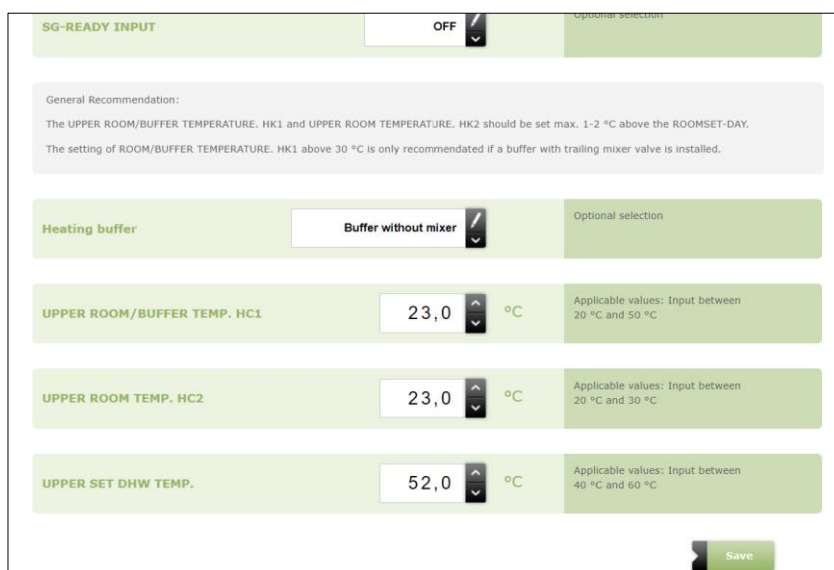 SG-READY INPUT
OFF
Optional selection
General Recommendation:
The UPPER ROOM/BUFFER TEMPERATURE. HK1 and UPPER ROOM TEMPERATURE. HK2 should be set max. 1-2 °C above the ROOMSET-DAY.
The setting of ROOM/BUFFER TEMPERATURE. HK1 above 30 °C is only recommendated if a buffer with trailing mixer valve is installed.
Heating buffer
Buffer without mixer
Optional selection
UPPER ROOM/BUFFER TEMP. HC1
23,0
°C
Applicable values: Input between
20 °C and 50 °C
UPPER ROOM TEMP. HC2
23,0
°C
Applicable values: Input between
20 °C and 30 °C
UPPER SET DHW TEMP.
52,0
°C
Applicable values: Input between
40 °C and 60 °C
Save